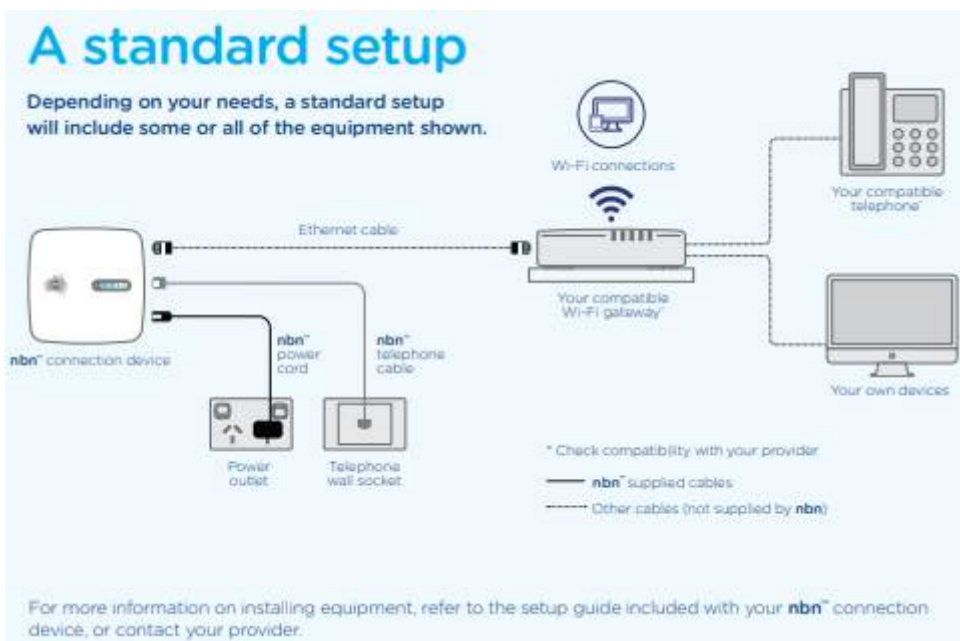 A standard setup
Depending on your needs, a standard setup
will include some or all of the equipment shown.
Wi-Fi connections
Your compatible
telephone*
Ethernet cable
Your compatible
Wi-Fi gateway*
nbn™ connection device
nbn™
power
cord
nbn™
telephone
cable
Your own devices
Power
outlet
Telephone
wall socket
* Check compatibility with your provider
nbn™ supplied cables
Other cables (not supplied by nbn)
For more information on installing equipment, refer to the setup guide included with your nbn™ connection
device, or contact your provider.